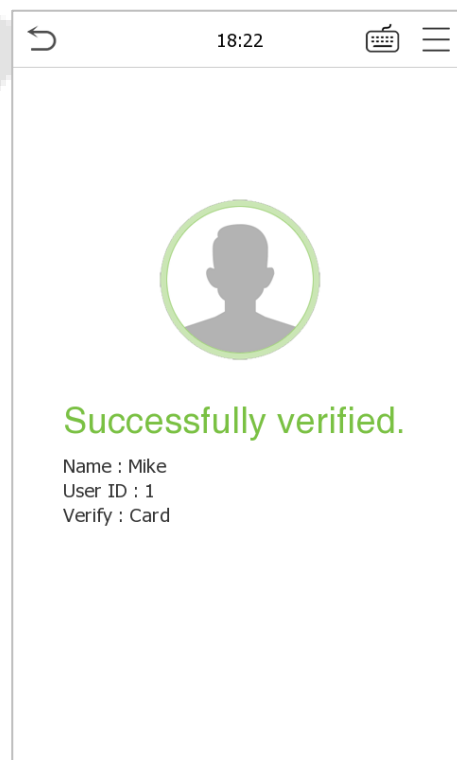 18:22
Successfully verified.
Name : Mike
User ID : 1
Verify : Card